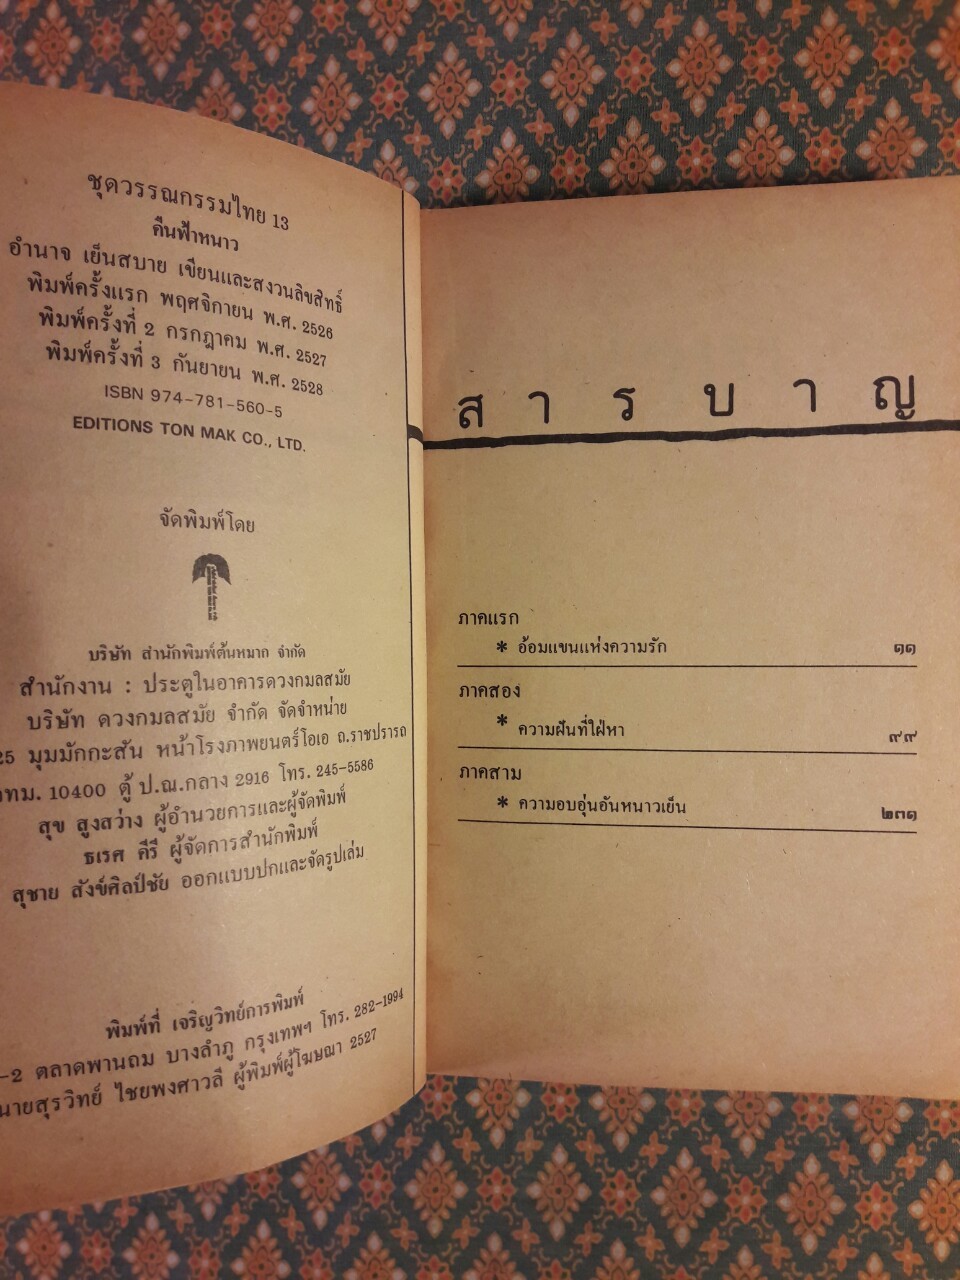 ชุดวรรณกรรมไทย 13
คืนฟ้าหนาว
อำนาจ เย็นสบาย เขียนและสงวนลิขสิทธิ์
พิมพ์ครั้งแรก พฤศจิกายน พ.ศ. 2526
พิมพ์ครั้งที่ 2 กรกฎาคม พ.ศ. 2527
พิมพ์ครั้งที่ 3 กันยายน พ.ศ. 2528
ISBN 974-781-560-5
EDITIONS TON MAK CO., LTD.
จัดพิมพ์โดย
บริษัท สำนักพิมพ์ต้นหมาก จำกัด
สำนักงาน : ประตูในอาคารดวงกมลสมัย
บริษัท ดวงกมลสมัย จำกัด จัดจำหน่าย
25 มุมมักกะสัน หน้าโรงภาพยนตร์โอเอ ถ.ราชปรารถ
กทม. 10400 ตู้ ป.ณ.กลาง 2916 โทร. 245-5586
สุข สูงสว่าง ผู้อำนวยการและผู้จัดพิมพ์
ธเรศ คีรี ผู้จัดการสำนักพิมพ์
สุชาย สังข์ศิลป์ชัย ออกแบบปกและจัดรูปเล่ม
พิมพ์ที่ เจริญวิทย์การพิมพ์
-2 ตลาดพานถม บางลำภู กรุงเทพฯ โทร. 282-1994
นายสุรวิทย์ ไชยพงศาวลี ผู้พิมพ์ผู้โฆษณา 2527
สารบาญ
ภาคแรก
* อ้อมแขนแห่งความรัก ๑๑
ภาคสอง
* ความฝันที่ใฝ่หา ๙๙
ภาคสาม
* ความอบอุ่นอันหนาวเย็น ๒๓๑